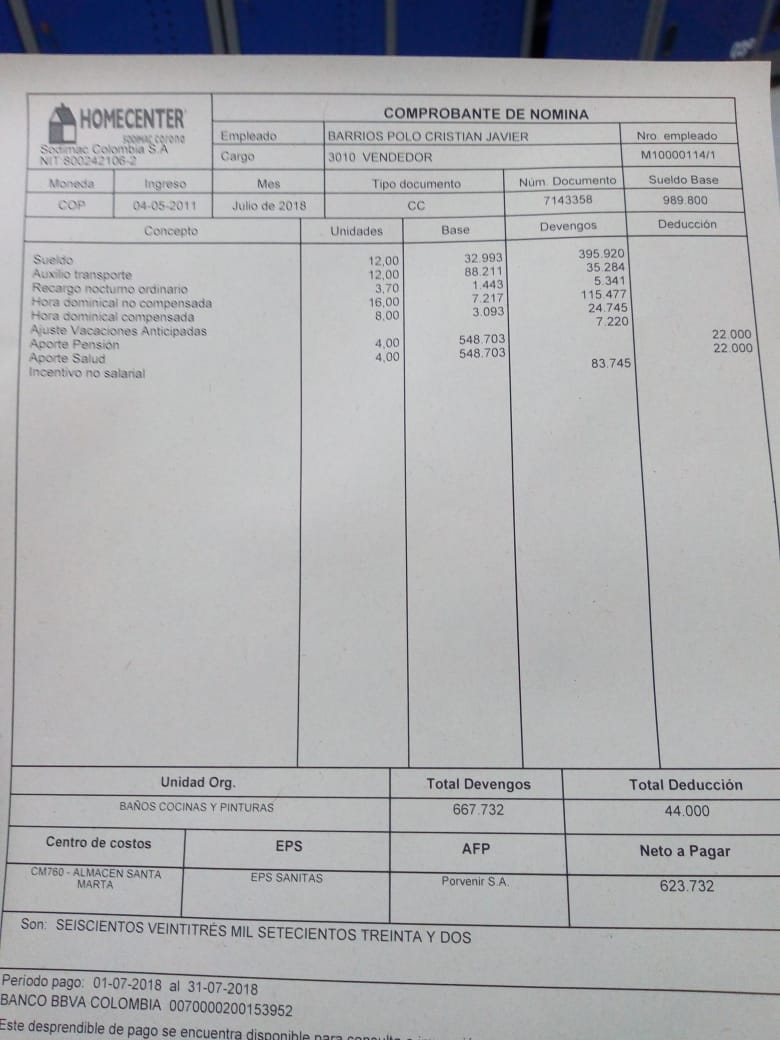 HOMECENTER
SODIMAC CORONA
Sodimac Colombia S.A
NIT 800242106-2
COMPROBANTE DE NOMINA
Empleado BARRIOS POLO CRISTIAN JAVIER Nro. empleado
Cargo 3010 VENDEDOR M10000114/1
Moneda Ingreso Mes Tipo documento Núm. Documento Sueldo Base
COP 04-05-2011 Julio de 2018 CC 7143358 989.800
Concepto Unidades Base Devengos Deducción
Sueldo 12,00 32.993 395.920
Auxilio transporte 12,00 88.211 35.284
Recargo nocturno ordinario 3,70 1.443 5.341
Hora dominical no compensada 16,00 7.217 115.477
Hora dominical compensada 8,00 3.093 24.745
Ajuste Vacaciones Anticipadas 7.220
Aporte Pensión 4,00 548.703 22.000
Aporte Salud 4,00 548.703 22.000
Incentivo no salarial 83.745
Unidad Org. Total Devengos Total Deducción
BAÑOS COCINAS Y PINTURAS 667.732 44.000
Centro de costos EPS AFP Neto a Pagar
CM760 - ALMACEN SANTA MARTA EPS SANITAS Porvenir S.A. 623.732
Son: SEISCIENTOS VEINTITRÉS MIL SETECIENTOS TREINTA Y DOS
Periodo pago: 01-07-2018 al 31-07-2018
BANCO BBVA COLOMBIA 0070000200153952
Este desprendible de pago se encuentra disponible para consulta